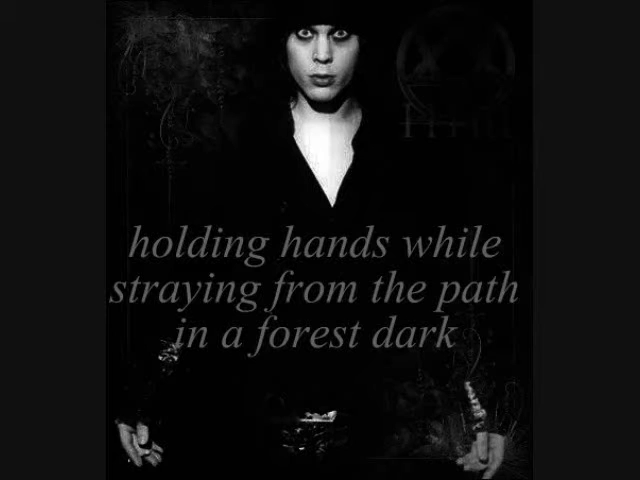 holding hands while
straying from the path
in a forest dark